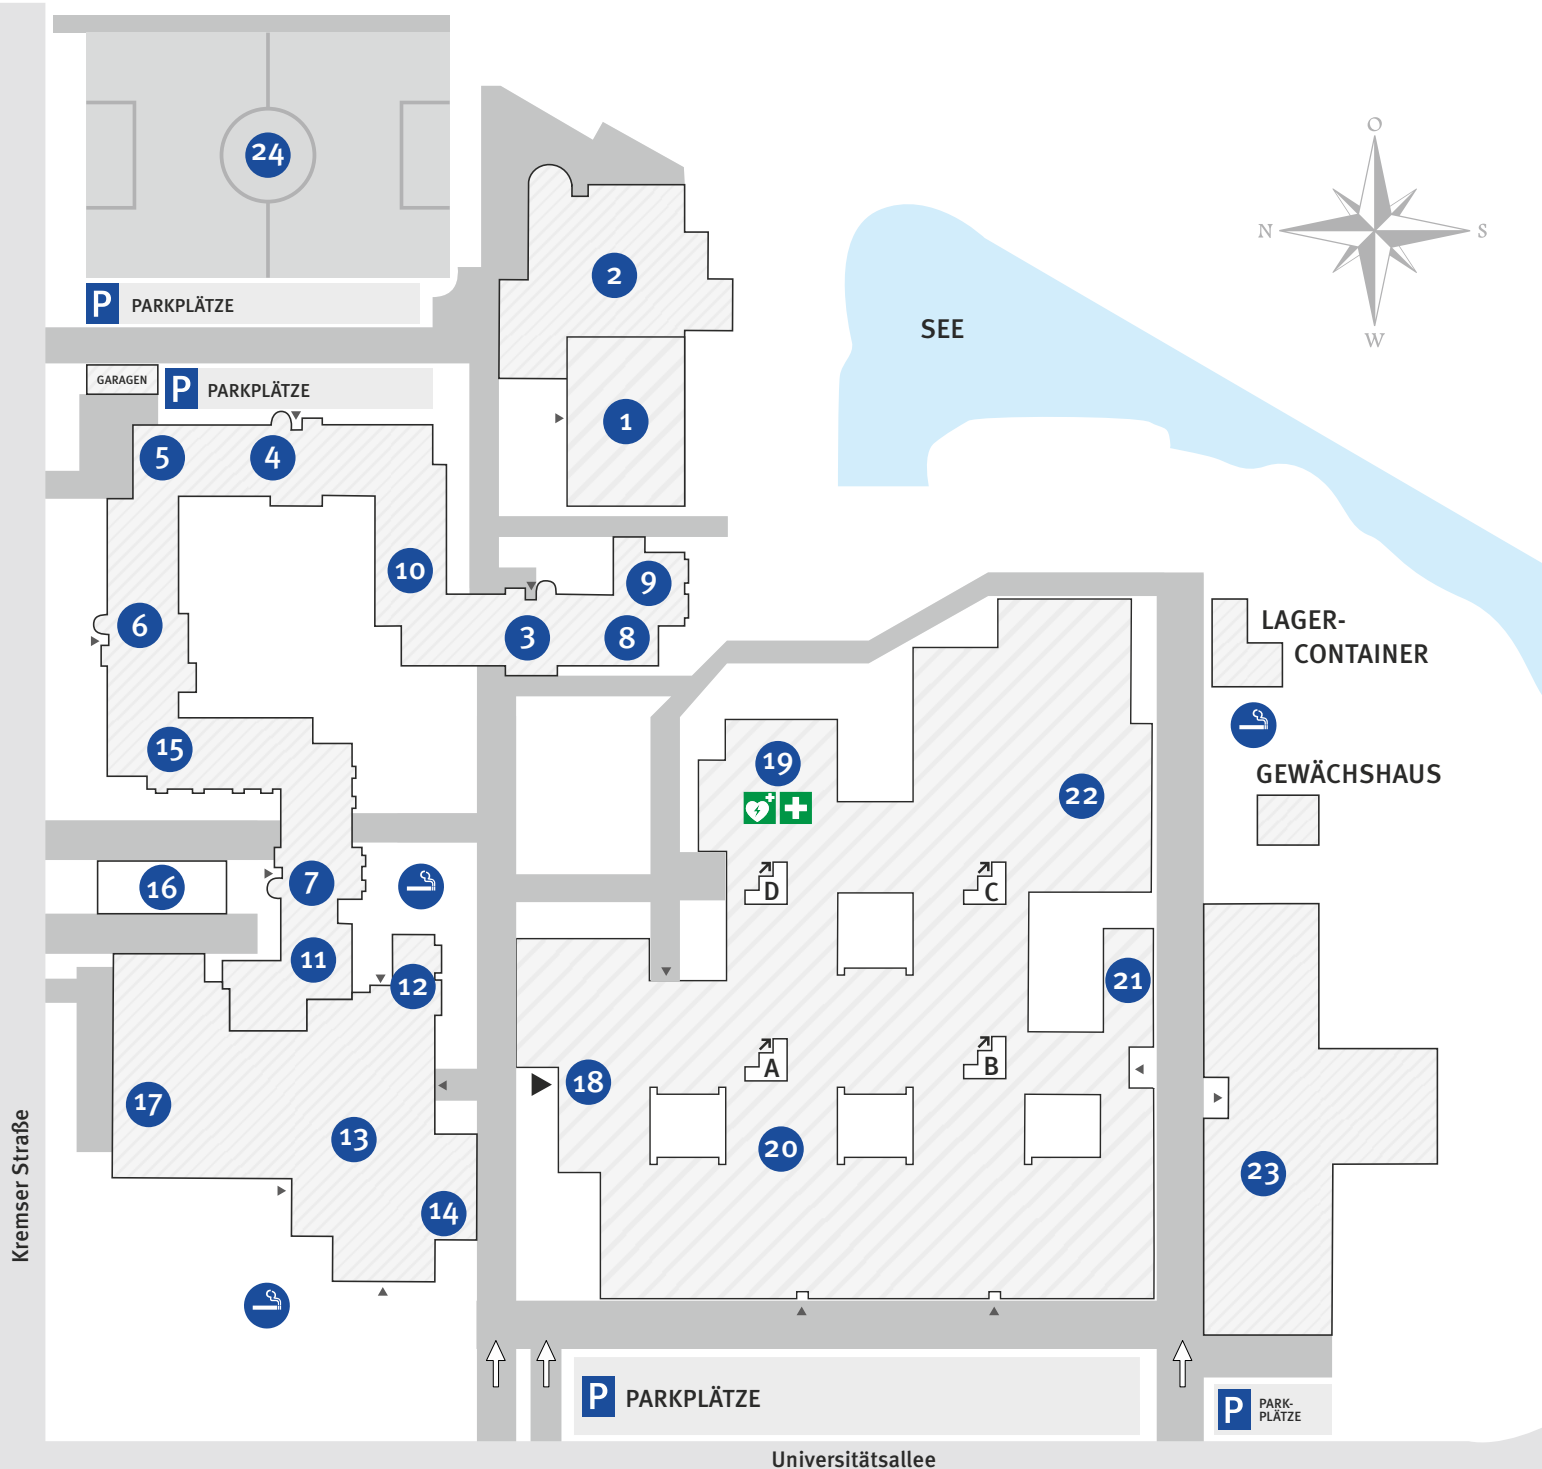 24
O
N
S
W
2
P PARKPLÄTZE
SEE
GARAGEN
P PARKPLÄTZE
1
5
4
10
9
6
3
8
LAGER-
CONTAINER
15
19
22
GEWÄCHSHAUS
7
16
D
C
11
12
21
A
B
18
17
13
20
23
14
Kremser Straße
P PARKPLÄTZE
P PARK-
PLÄTZE
Universitätsallee